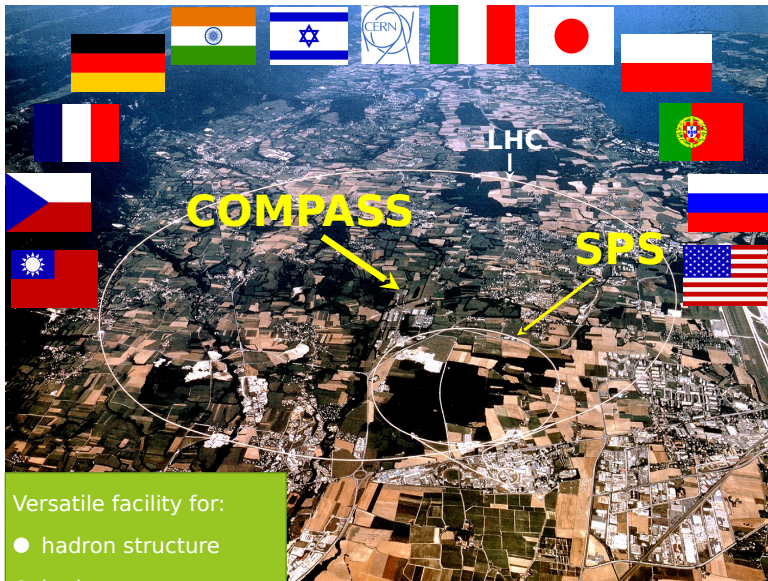 CERN
LHC
COMPASS
SPS
Versatile facility for:
● hadron structure